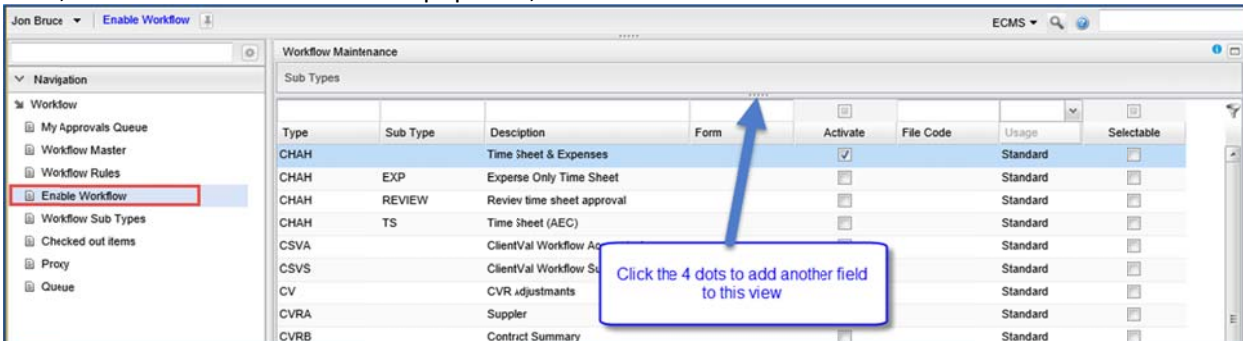 Jon Bruce Enable Workflow ECMS
Workflow Maintenance
Navigation Sub Types
Workflow
My Approvals Queue
Workflow Master
Workflow Rules
Enable Workflow
Workflow Sub Types
Checked out items
Proxy
Queue
Type Sub Type Desciption Form Activate File Code Usage Selectable
CHAH Time Sheet & Expenses Standard
CHAH EXP Expense Only Time Sheet Standard
CHAH REVIEW Review time sheet approval Standard
CHAH TS Time Sheet (AEC) Standard
CSVA ClientVal Workflow Standard
CSVS ClientVal Workflow Standard
CV CVR Adjustmants Standard
CVRA Suppler Standard
CVRB Contract Summary Standard
Click the 4 dots to add another field
to this view